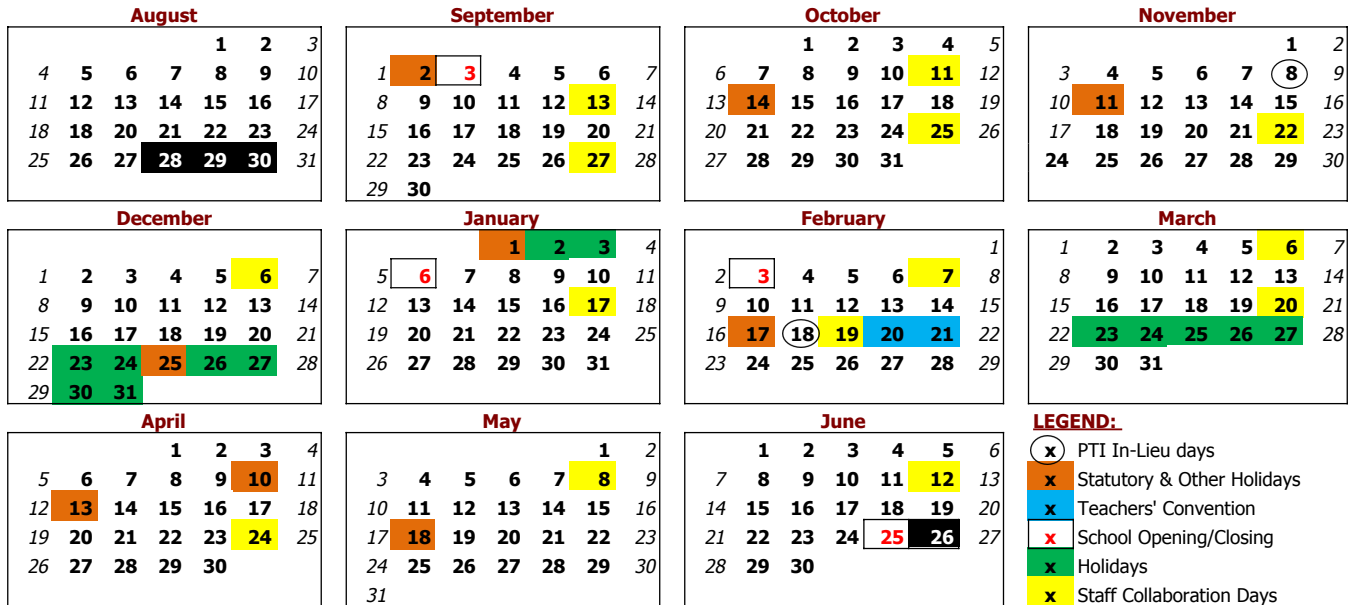 August September October November
1 2 3 1 2 3 4 5 1 2
4 5 6 7 8 9 10 1 2 3 4 5 6 7 6 7 8 9 10 11 12 3 4 5 6 7 8 9
11 12 13 14 15 16 17 8 9 10 11 12 13 14 13 14 15 16 17 18 19 10 11 12 13 14 15 16
18 18 20 21 22 23 24 15 16 17 18 19 20 21 20 21 22 23 24 25 26 17 18 19 20 21 22 23
25 26 27 28 29 30 31 22 23 24 25 26 27 28 27 28 29 30 31 24 25 26 27 28 29 30
29 30
December January February March
1 2 3 4 1 1 2 3 4 5 6 7
1 2 3 4 5 6 7 5 6 7 8 9 10 11 2 3 4 5 6 7 8 8 9 10 11 12 13 14
8 9 10 11 12 13 14 12 13 14 15 16 17 18 9 10 11 12 13 14 15 15 16 17 18 19 20 21
15 16 17 18 19 20 21 19 20 21 22 23 24 25 16 17 18 19 20 21 22 22 23 24 25 26 27 28
22 23 24 25 26 27 28 26 27 28 29 30 31 23 24 25 26 27 28 29 29 30 31
29 30 31
April May June LEGEND:
1 2 3 4 1 2 1 2 3 4 5 6 x PTI In-Lieu days
5 6 7 8 9 10 11 3 4 5 6 7 8 9 7 8 9 10 11 12 13 x Statutory & Other Holidays
12 13 14 15 16 17 18 10 11 12 13 14 15 16 14 15 16 17 18 19 20 x Teachers' Convention
19 20 21 22 23 24 25 17 18 19 20 21 22 23 21 22 23 24 25 26 27 x School Opening/Closing
26 27 28 29 30 24 25 26 27 28 29 30 28 29 30 x Holidays
31 x Staff Collaboration Days